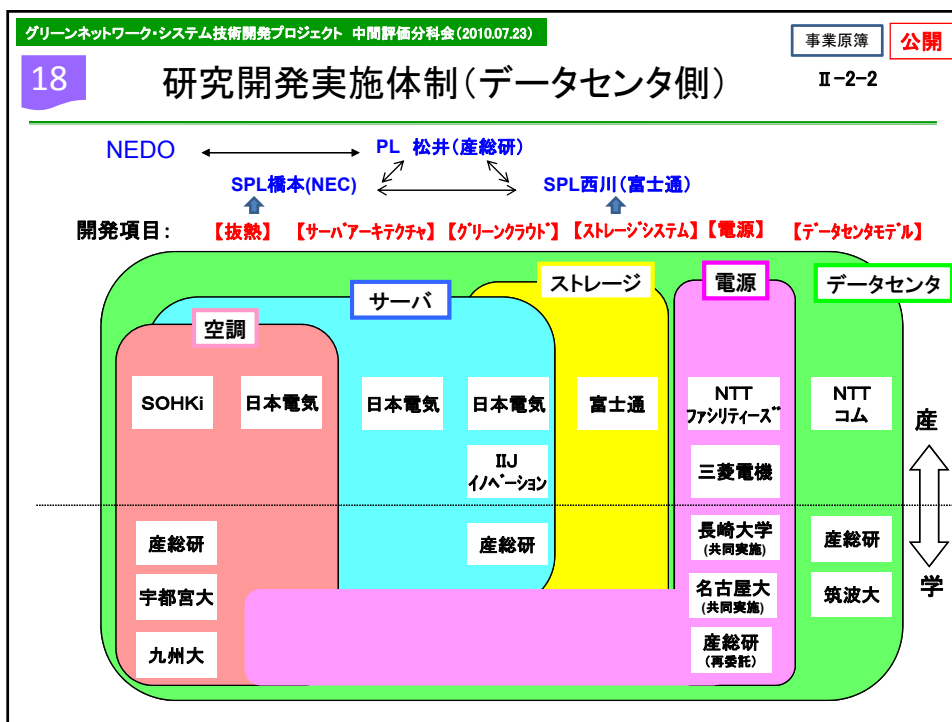 グリーンネットワーク・システム技術開発プロジェクト 中間評価分科会(2010.07.23)
事業原簿
公開
18
研究開発実施体制(データセンタ側)
Ⅱ-2-2
NEDO
PL 松井(産総研)
SPL橋本(NEC)
SPL西川(富士通)
開発項目:
【抜熱】
【サーバアーキテクチャ】
【グリーンクラウド】
【ストレージシステム】
【電源】
【データセンタモデル】
空調
サーバ
ストレージ
電源
データセンタ
SOHKi
日本電気
日本電気
日本電気
富士通
NTT
ファシリティーズ
NTT
コム
産
IIJ
イノベーション
三菱電機
産総研
産総研
長崎大学
(共同実施)
産総研
宇都宮大
名古屋大
(共同実施)
筑波大
学
九州大
産総研
(再委託)